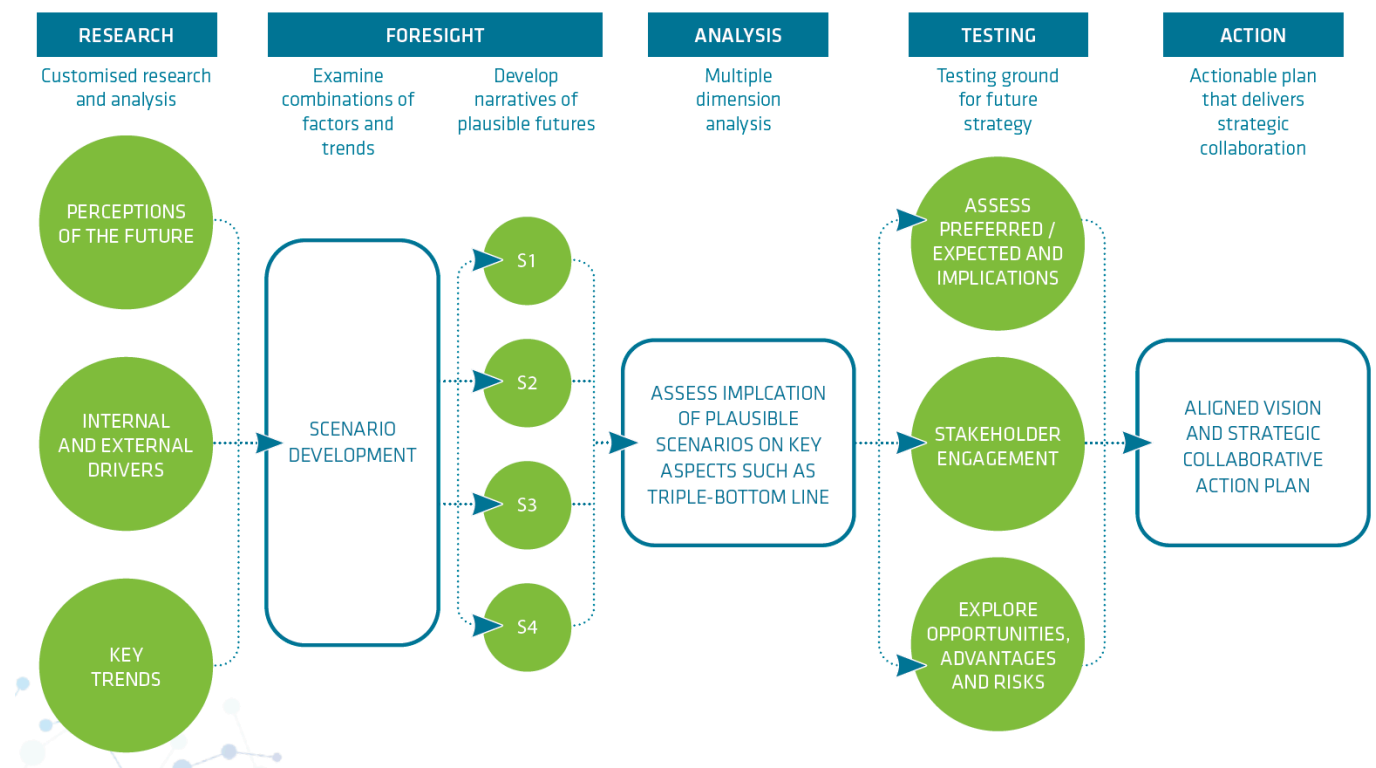 RESEARCH
Customised research
and analysis
PERCEPTIONS
OF THE FUTURE
INTERNAL
AND EXTERNAL
DRIVERS
KEY
TRENDS
FORESIGHT
Examine
combinations of
factors and
trends
Develop
narratives of
plausible futures
SCENARIO
DEVELOPMENT
S1
S2
S3
S4
ANALYSIS
Multiple
dimension
analysis
ASSESS IMPLCATION
OF PLAUSIBLE
SCENARIOS ON KEY
ASPECTS SUCH AS
TRIPLE-BOTTOM LINE
TESTING
Testing ground
for future
strategy
ASSESS
PREFERRED /
EXPECTED AND
IMPLICATIONS
STAKEHOLDER
ENGAGEMENT
EXPLORE
OPPORTUNITIES,
ADVANTAGES
AND RISKS
ACTION
Actionable plan
that delivers
strategic
collaboration
ALIGNED VISION
AND STRATEGIC
COLLABORATIVE
ACTION PLAN